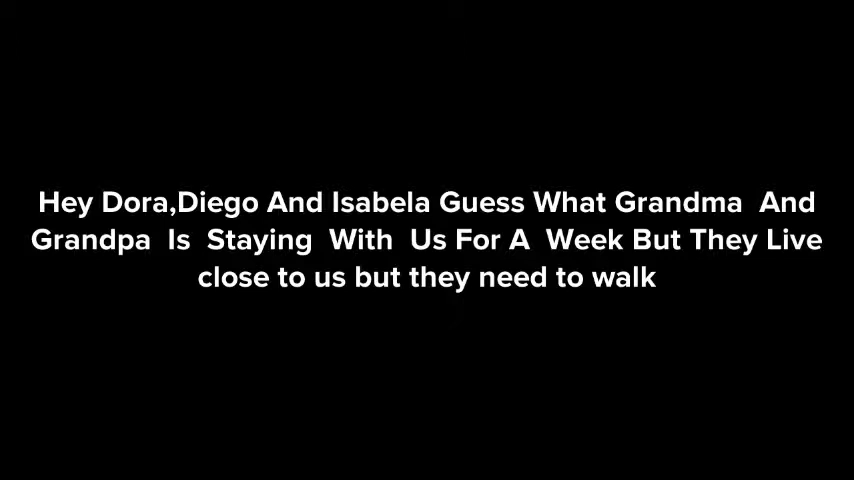 Hey Dora,Diego And Isabela Guess What Grandma  And
Grandpa  Is  Staying  With  Us For A  Week But They Live
close to us but they need to walk